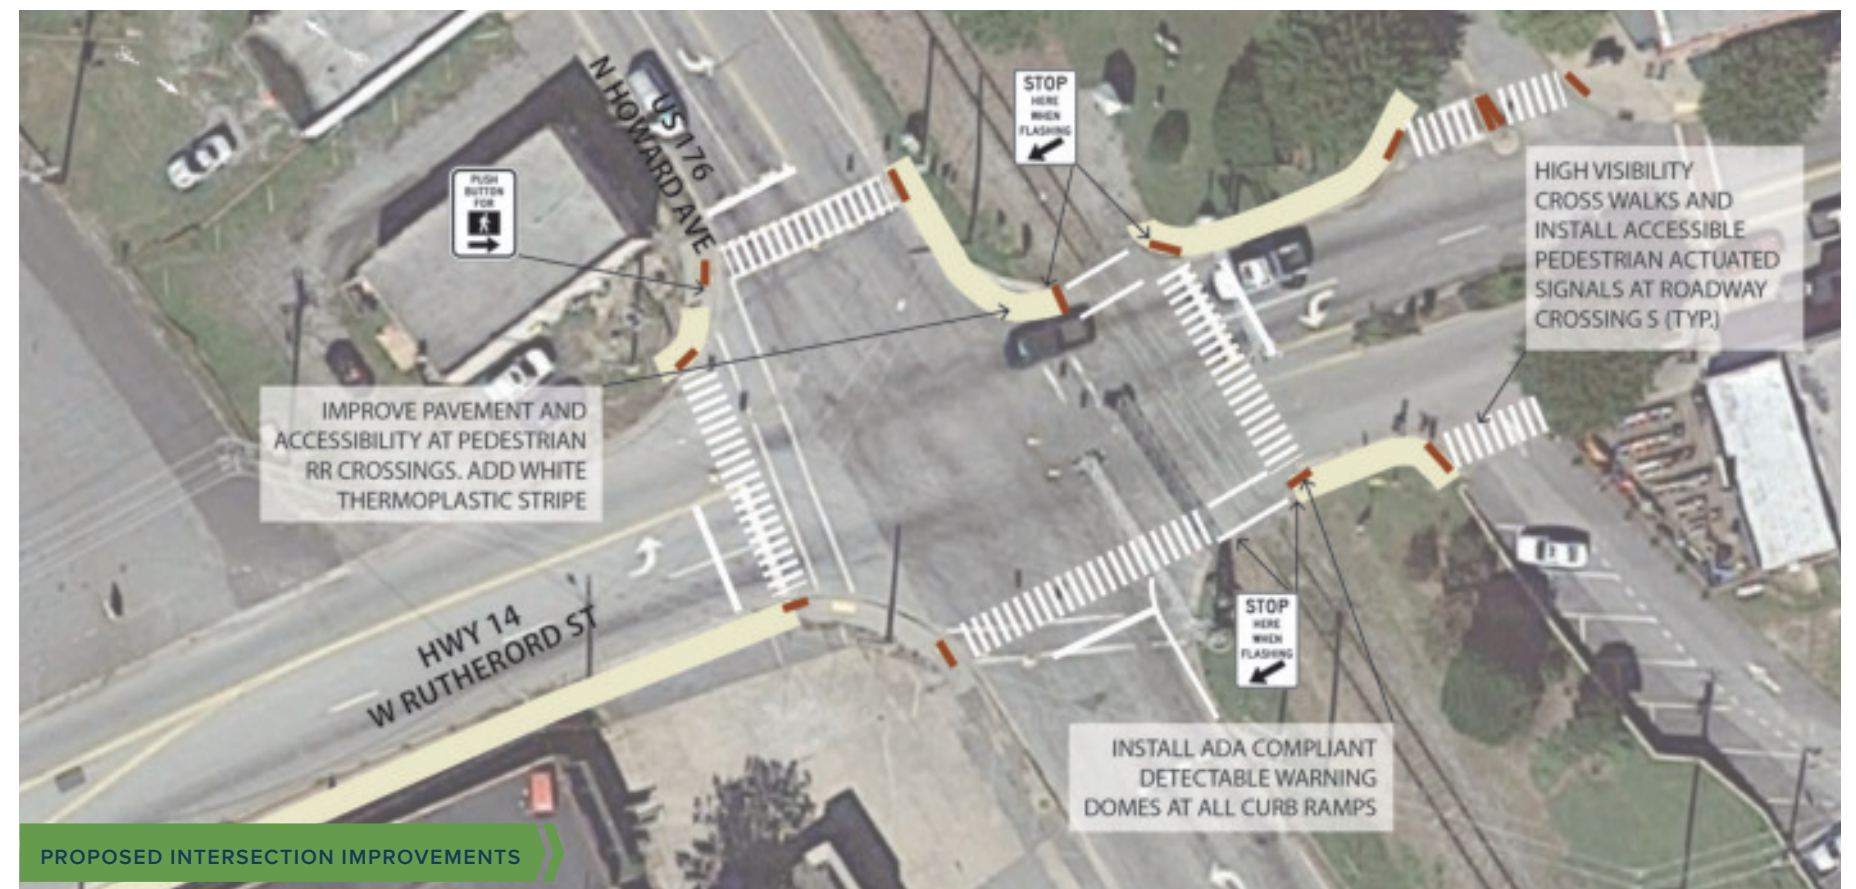 US 176
N HOWARD AVE
STOP
HERE
WHEN
FLASHING
PUSH
BUTTON
FOR
HIGH VISIBILITY
CROSS WALKS AND
INSTALL ACCESSIBLE
PEDESTRIAN ACTUATED
SIGNALS AT ROADWAY
CROSSING S (TYP.)
IMPROVE PAVEMENT AND
ACCESSIBILITY AT PEDESTRIAN
RR CROSSINGS. ADD WHITE
THERMOPLASTIC STRIPE
HWY 14
W RUTHERORD ST
STOP
HERE
WHEN
FLASHING
INSTALL ADA COMPLIANT
DETECTABLE WARNING
DOMES AT ALL CURB RAMPS
PROPOSED INTERSECTION IMPROVEMENTS